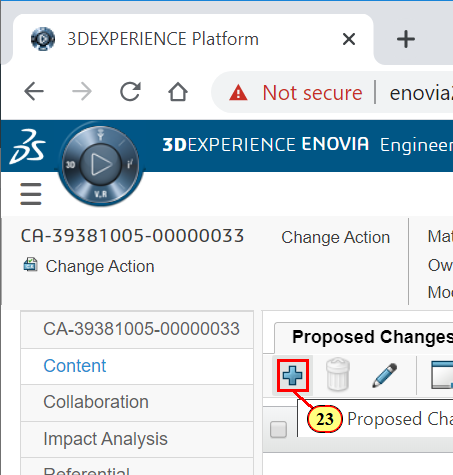 3DEXPERIENCE Platform
Not secure | enovia2
3DEXPERIENCE ENOVIA Engineer
3D
V.R
CA-39381005-00000033
Change Action
Change Action
Mat
Ow
Moc
CA-39381005-00000033
Content
Collaboration
Impact Analysis
Referential
Proposed Changes
23
Proposed Cha